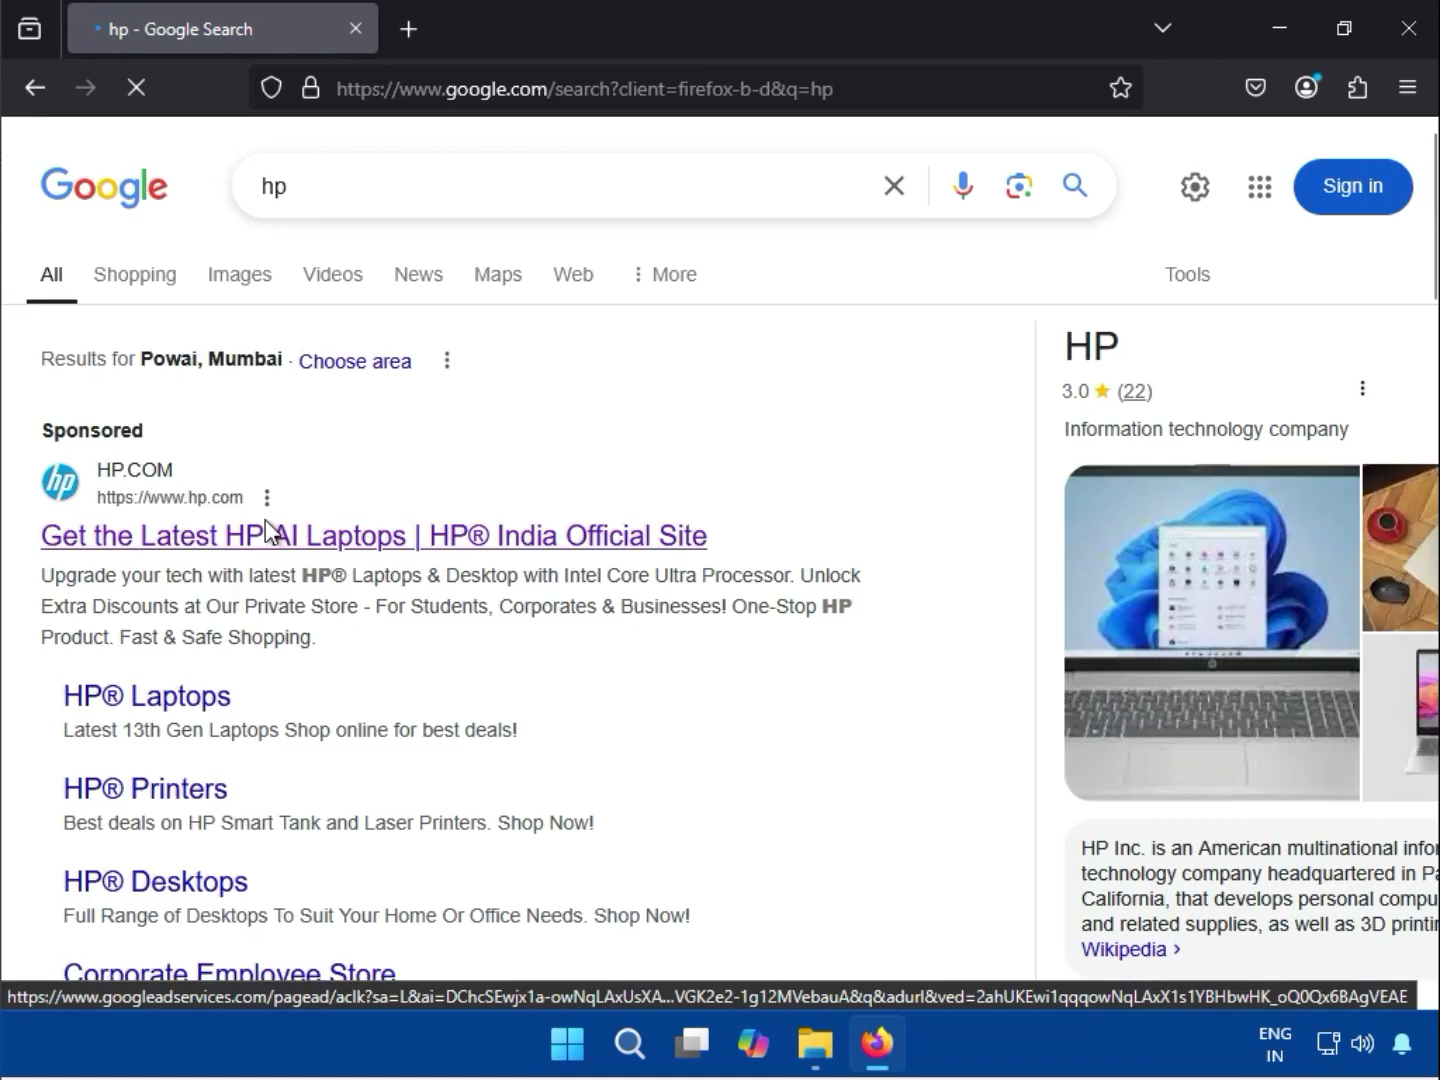 hp - Google Search
https://www.google.com/search?client=firefox-b-d&q=hp
Google
hp
Sign in
All
Shopping
Images
Videos
News
Maps
Web
More
Tools
Results for Powai, Mumbai · Choose area
Sponsored
hp
HP.COM
https://www.hp.com
Get the Latest HP AI Laptops | HP® India Official Site
Upgrade your tech with latest HP® Laptops & Desktop with Intel Core Ultra Processor. Unlock
Extra Discounts at Our Private Store - For Students, Corporates & Businesses! One-Stop HP
Product. Fast & Safe Shopping.
HP® Laptops
Latest 13th Gen Laptops Shop online for best deals!
HP® Printers
Best deals on HP Smart Tank and Laser Printers. Shop Now!
HP® Desktops
Full Range of Desktops To Suit Your Home Or Office Needs. Shop Now!
Corporate Employee Store
HP
3.0 ★ (22)
Information technology company
HP Inc. is an American multinational info
technology company headquartered in Pa
California, that develops personal compu
and related supplies, as well as 3D printi
Wikipedia ›
https://www.googleadservices.com/pagead/aclk?sa=L&ai=DChcSEwjx1a-owNqLAxUsXA...VGK2e2-1g12MVebauA&q&adurl&ved=2ahUKEwi1qqqowNqLAxX1s1YBHbwHK_oQ0Qx6BAgVEAE
ENG
IN